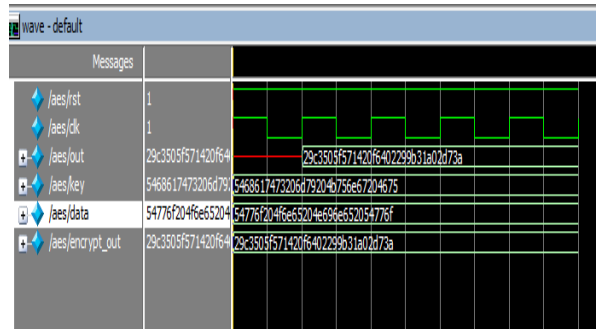 wave - default
Messages
/aes/rst 1
/aes/clk 1
/aes/out 29c3505f571420f64 29c3505f571420f6402299b31a02d73a
/aes/key 5468617473206d792 5468617473206d79204b756e67204675
/aes/data 54776f204f6e65204 54776f204f6e65204e696e652054776f
/aes/encrypt_out 29c3505f571420f64 29c3505f571420f6402299b31a02d73a